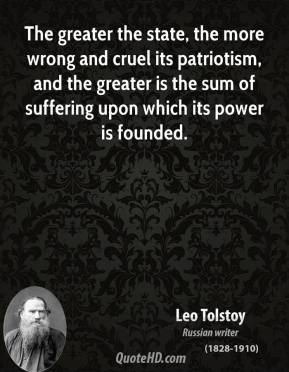 The greater the state, the more
wrong and cruel its patriotism,
and the greater is the sum of
suffering upon which its power
is founded.
Leo Tolstoy
Russian writer
(1828-1910)
QuoteHD.com